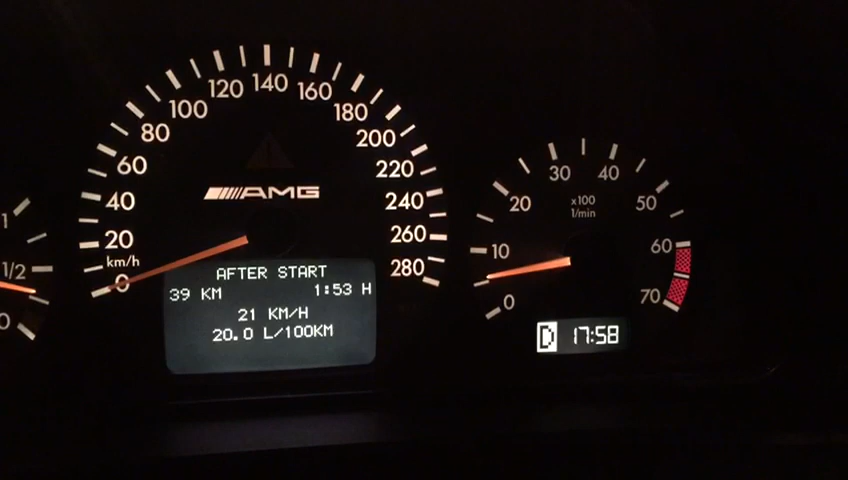 1
1/2
0
0
20
40
60
80
100
120
140
160
180
200
220
240
260
280
km/h
AMG
AFTER START
39 KM 1:53 H
21 KM/H
20.0 L/100KM
0
10
20
30
40
50
60
70
x100
1/min
D 17:58